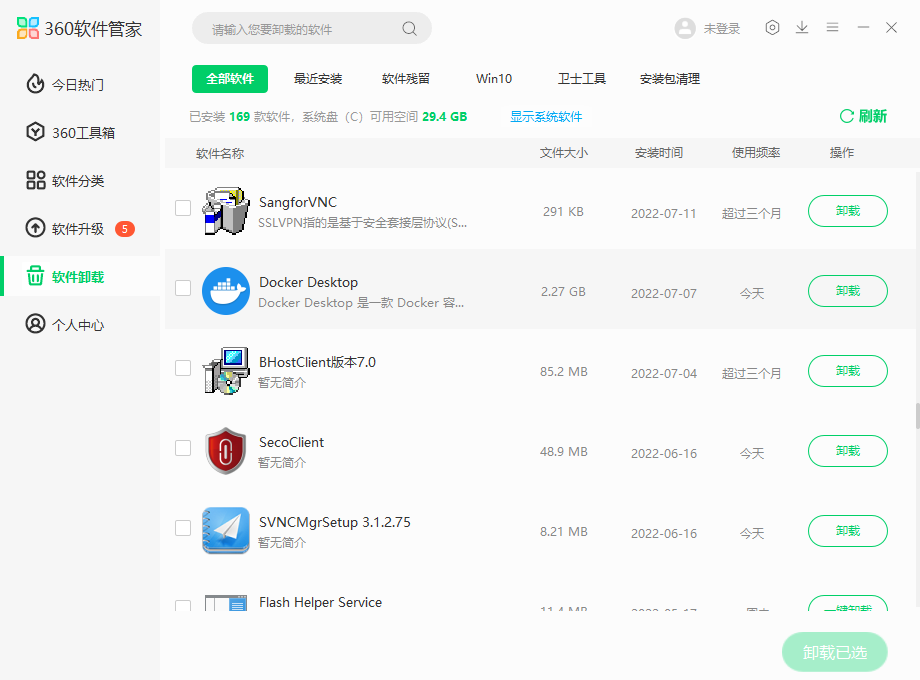 360软件管家
请输入您要卸载的软件
未登录
今日热门
360工具箱
软件分类
软件升级 5
软件卸载
个人中心
全部软件 最近安装 软件残留 Win10 卫士工具 安装包清理
已安装 169 款软件，系统盘（C）可用空间 29.4 GB 显示系统软件 刷新
软件名称 文件大小 安装时间 使用频率 操作
SangforVNC
SSLVPN指的是基于安全套接层协议(S...
291 KB 2022-07-11 超过三个月 卸载
Docker Desktop
Docker Desktop 是一款 Docker 容...
2.27 GB 2022-07-07 今天 卸载
BHostClient版本7.0
暂无简介
85.2 MB 2022-07-04 超过三个月 卸载
SecoClient
暂无简介
48.9 MB 2022-06-16 今天 卸载
SVNCMgrSetup 3.1.2.75
暂无简介
8.21 MB 2022-06-16 今天 卸载
Flash Helper Service
11.4 MB 一键卸载
卸载已选